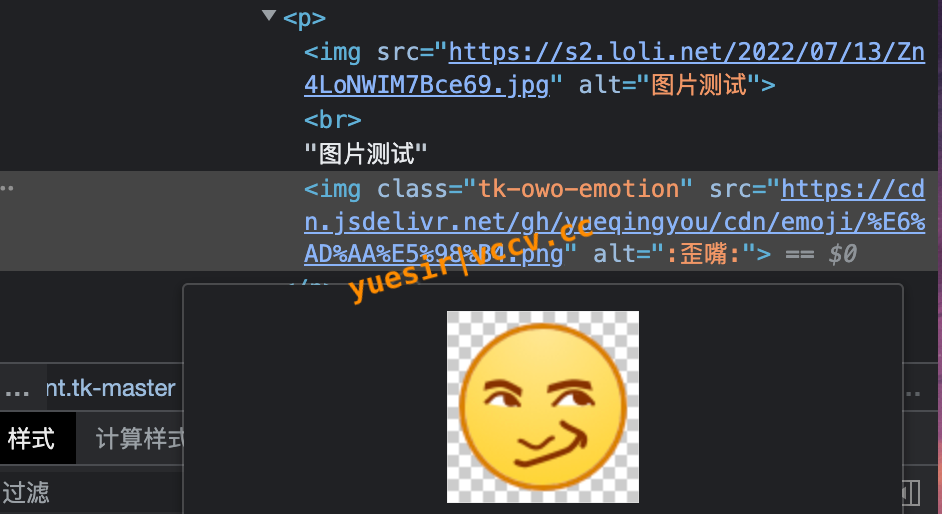 <p>
<img src="https://s2.loli.net/2022/07/13/Zn
4LoNWIM7Bce69.jpg" alt="图片测试">
<br>
"图片测试"
<img class="tk-owo-emotion" src="https://cd
n.jsdelivr.net/gh/yueqingyou/cdn/emoji/%E6%
AD%AA%E5%98%B4.png" alt=":歪嘴:"> == $0
yuesir|vccv.cc
... nt.tk-master
样式 计算样式
过滤